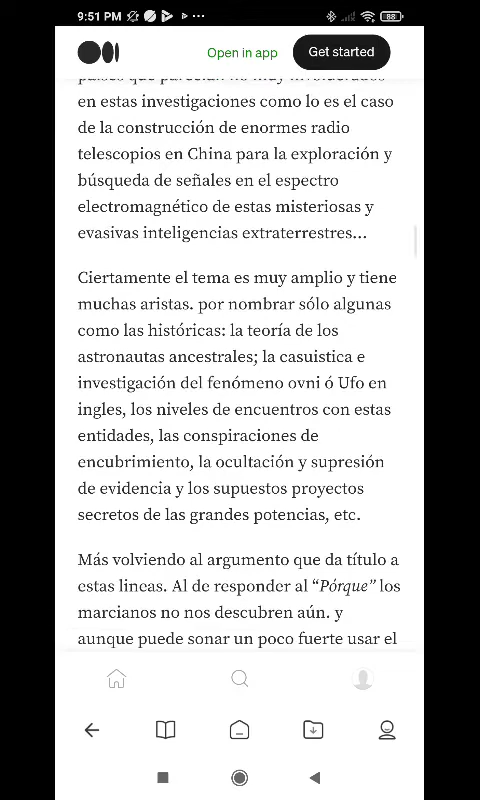 9:51 PM
88
Open in app
Get started
en estas investigaciones como lo es el caso
de la construcción de enormes radio
telescopios en China para la exploración y
búsqueda de señales en el espectro
electromagnético de estas misteriosas y
evasivas inteligencias extraterrestres...
Ciertamente el tema es muy amplio y tiene
muchas aristas. por nombrar sólo algunas
como las históricas: la teoría de los
astronautas ancestrales; la casuistica e
investigación del fenómeno ovni ó Ufo en
ingles, los niveles de encuentros con estas
entidades, las conspiraciones de
encubrimiento, la ocultación y supresión
de evidencia y los supuestos proyectos
secretos de las grandes potencias, etc.
Más volviendo al argumento que da título a
estas lineas. Al de responder al “Pórque” los
marcianos no nos descubren aún. y
aunque puede sonar un poco fuerte usar el